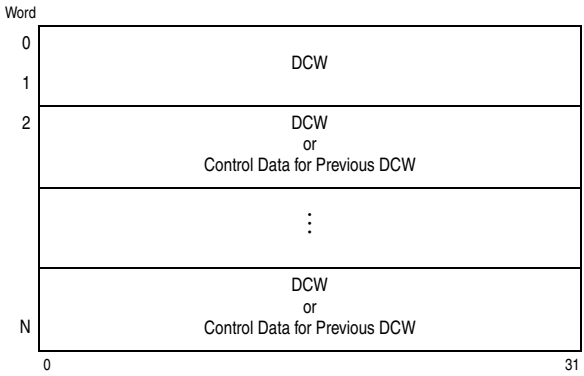 Word
0
DCW
1
2
DCW
or
Control Data for Previous DCW
⋮
DCW
or
N
Control Data for Previous DCW
0
31